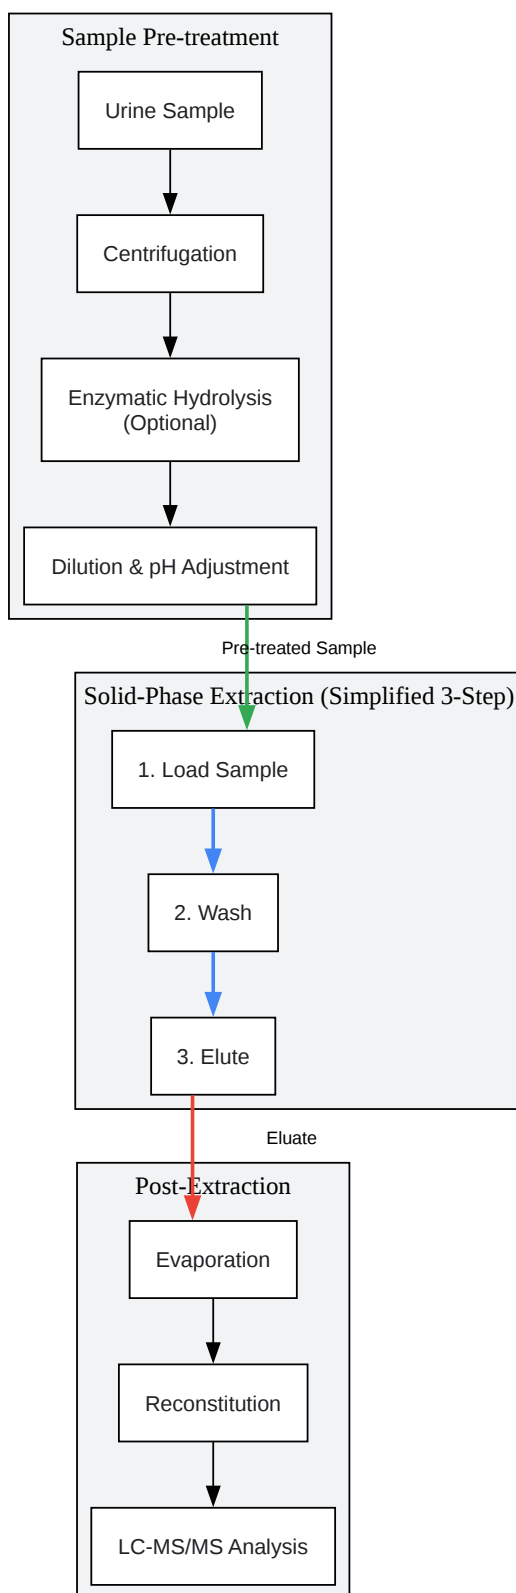 Sample Pre-treatment
Urine Sample
Centrifugation
Enzymatic Hydrolysis
(Optional)
Dilution & pH Adjustment
Pre-treated Sample
Solid-Phase Extraction (Simplified 3-Step)
1. Load Sample
2. Wash
3. Elute
Eluate
Post-Extraction
Evaporation
Reconstitution
LC-MS/MS Analysis